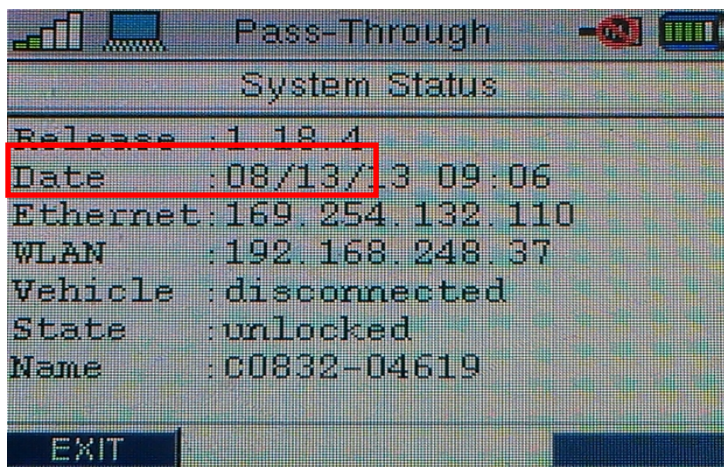 Pass-Through
System Status
Release :1.18.4
Date :08/13/13 09:06
Ethernet:169.254.132.110
WLAN :192.168.248.37
Vehicle :disconnected
State :unlocked
Name :C0832-04619
EXIT